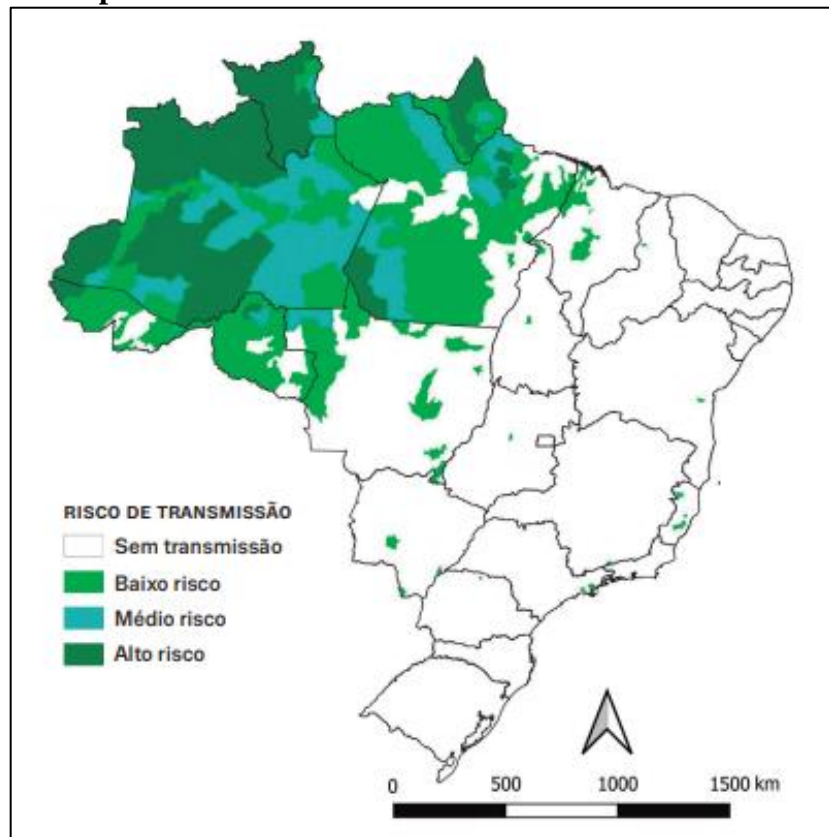 RISCO DE TRANSMISSÃO
Sem transmissão
Baixo risco
Médio risco
Alto risco
0 500 1000 1500 km